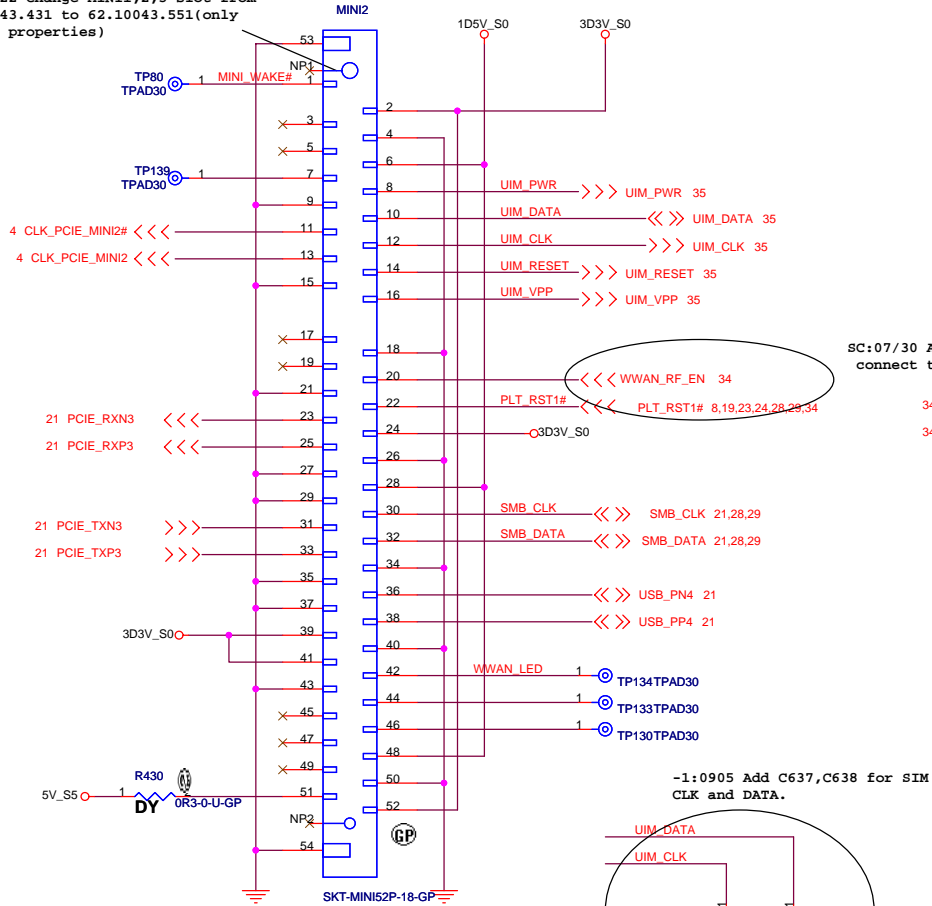 43.431 to 62.10043.551(only
properties)
MINI2
1D5V_S0
3D3V_S0
53
NP1
TP80
TPAD30
1
MINI_WAKE#
1
2
3
4
5
6
TP139
TPAD30
1
7
8
UIM_PWR
UIM_PWR 35
9
10
UIM_DATA
UIM_DATA 35
4 CLK_PCIE_MINI2#
11
12
UIM_CLK
UIM_CLK 35
4 CLK_PCIE_MINI2
13
14
UIM_RESET
UIM_RESET 35
15
16
UIM_VPP
UIM_VPP 35
17
18
SC:07/30 A
connect t
19
20
WWAN_RF_EN 34
21
22
PLT_RST1#
PLT_RST1# 8,19,23,24,28,29,34
34
21 PCIE_RXN3
23
24
3D3V_S0
34
21 PCIE_RXP3
25
26
27
28
29
30
SMB_CLK
SMB_CLK 21,28,29
21 PCIE_TXN3
31
32
SMB_DATA
SMB_DATA 21,28,29
21 PCIE_TXP3
33
34
35
36
USB_PN4 21
37
38
USB_PP4 21
3D3V_S0
39
40
41
42
WWAN_LED
1
TP134TPAD30
43
44
1
TP133TPAD30
45
46
1
TP130TPAD30
47
48
49
50
R430
5V_S5
1
DY
2
0R3-0-U-GP
51
52
NP2
GP
54
SKT-MINI52P-18-GP
-1:0905 Add C637,C638 for SIM
CLK and DATA.
UIM_DATA
UIM_CLK